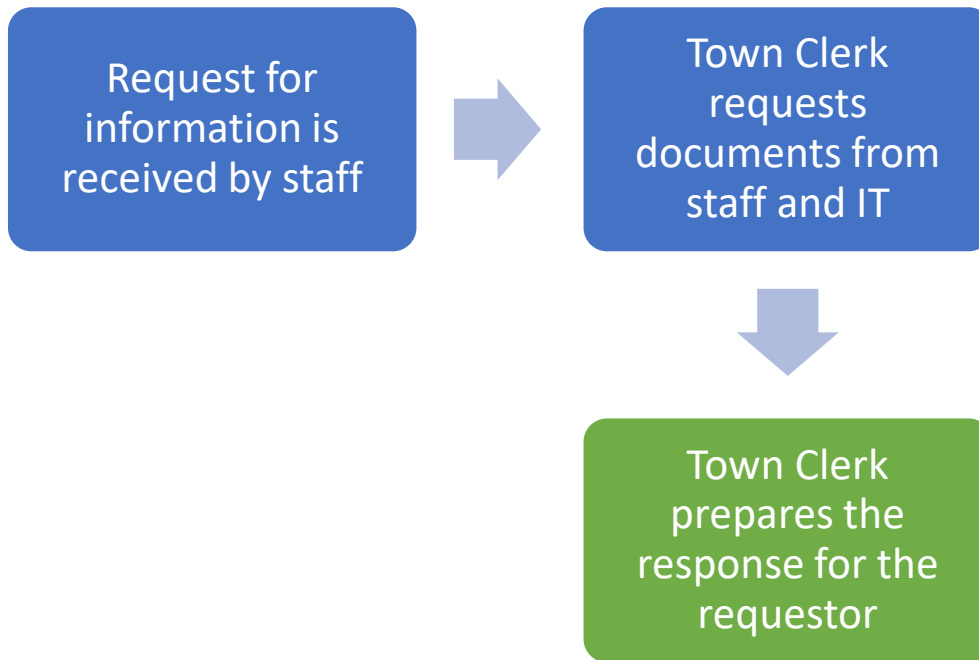 Request for
information is
received by staff
Town Clerk
requests
documents from
staff and IT
Town Clerk
prepares the
response for the
requestor